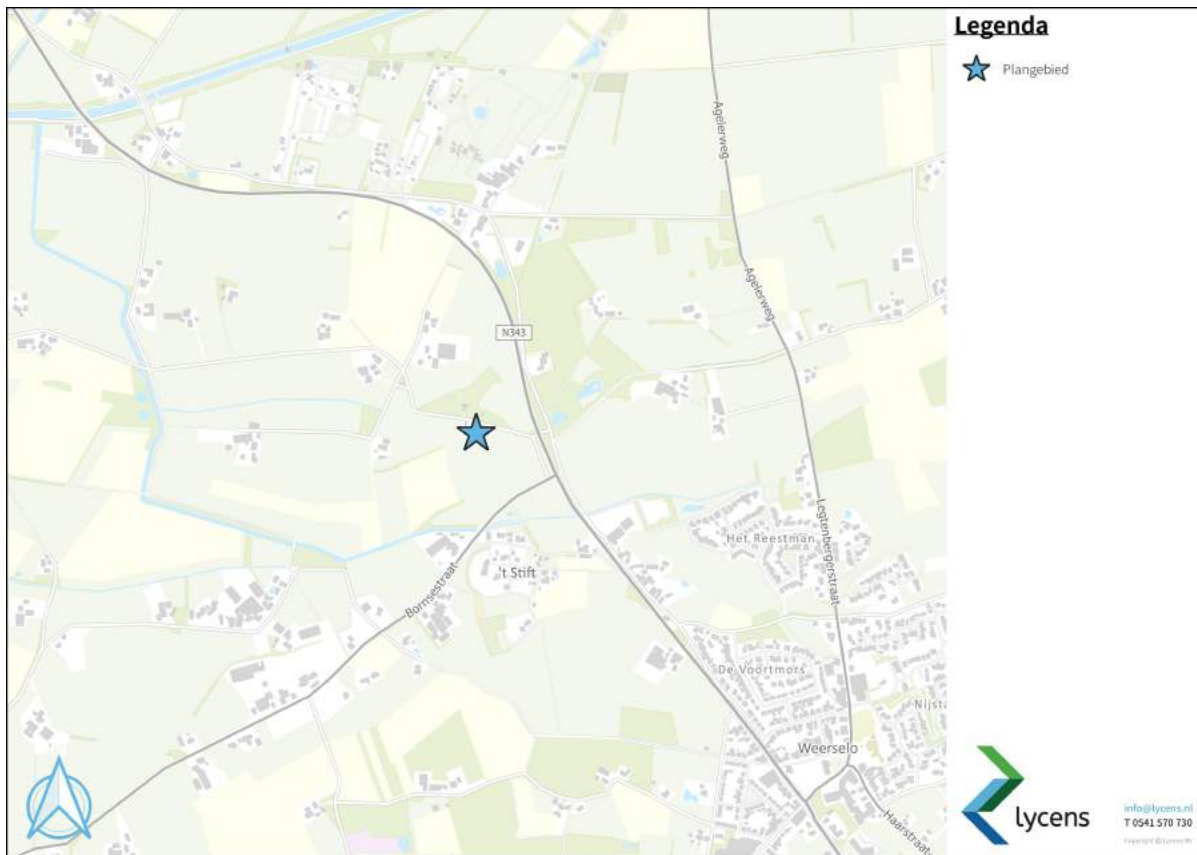 Legenda
Plangebied
Agelerweg
Agelerweg
N343
Het Reestman
Legtenbergerstraat
't Stift
Bornsestraat
De Voortmors
Nijsta
Weerselo
Haarstraat
lycens
info@lycens.nl
T 0541 570 730